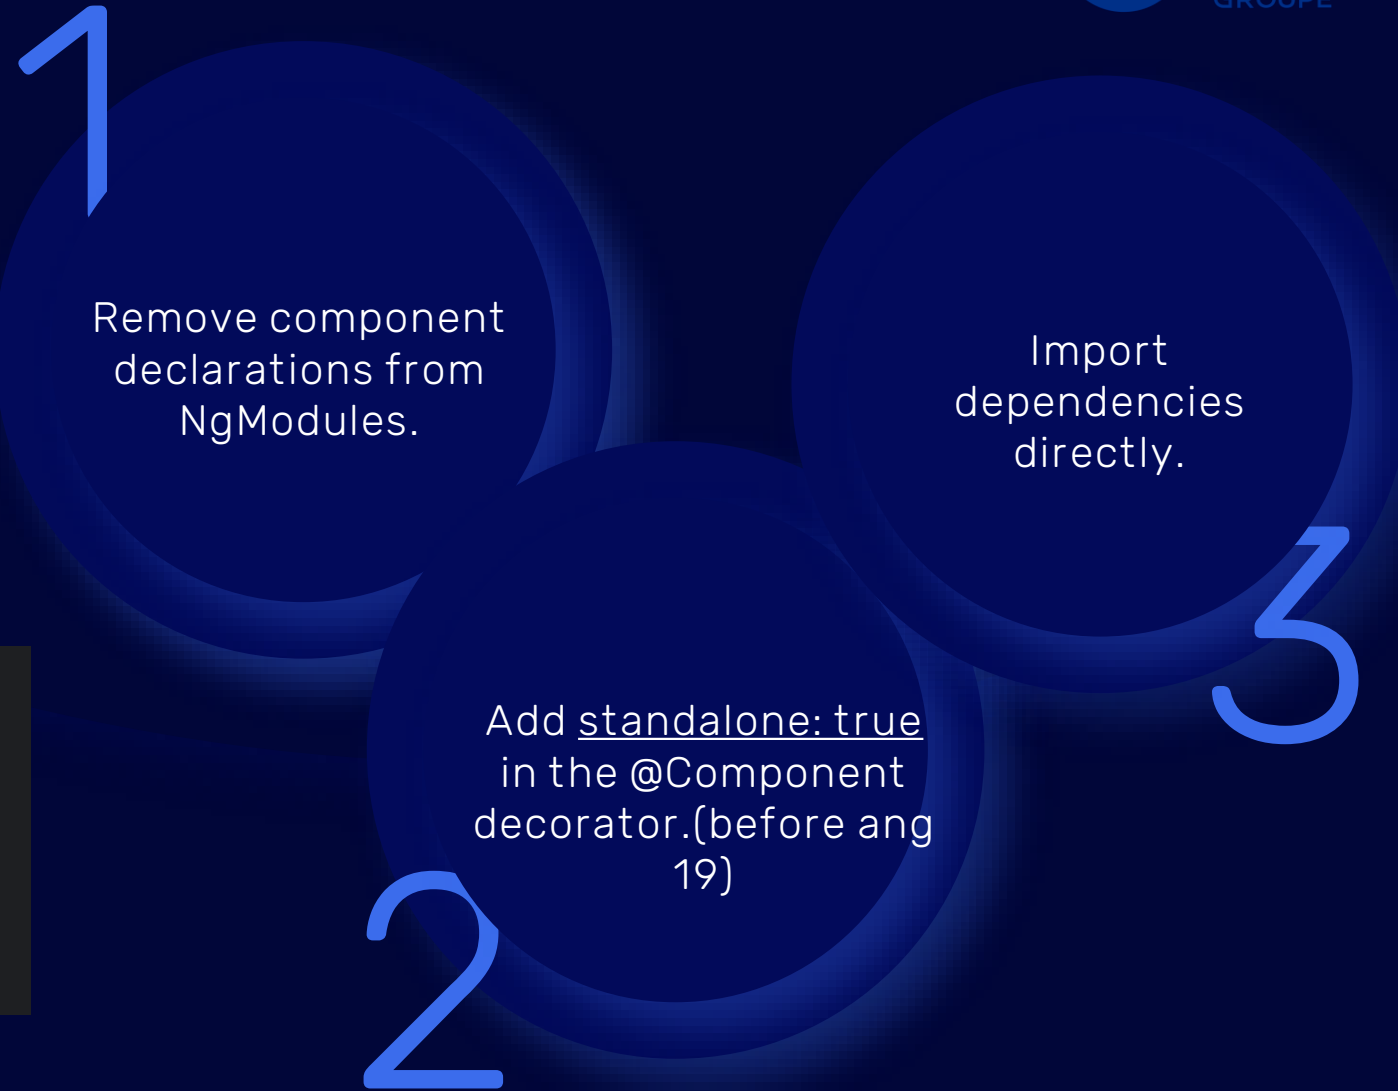 GROUPE
1
Remove component
declarations from
NgModules.
Import
dependencies
directly.
3
Add standalone: true
in the @Component
decorator.(before ang
19)
2